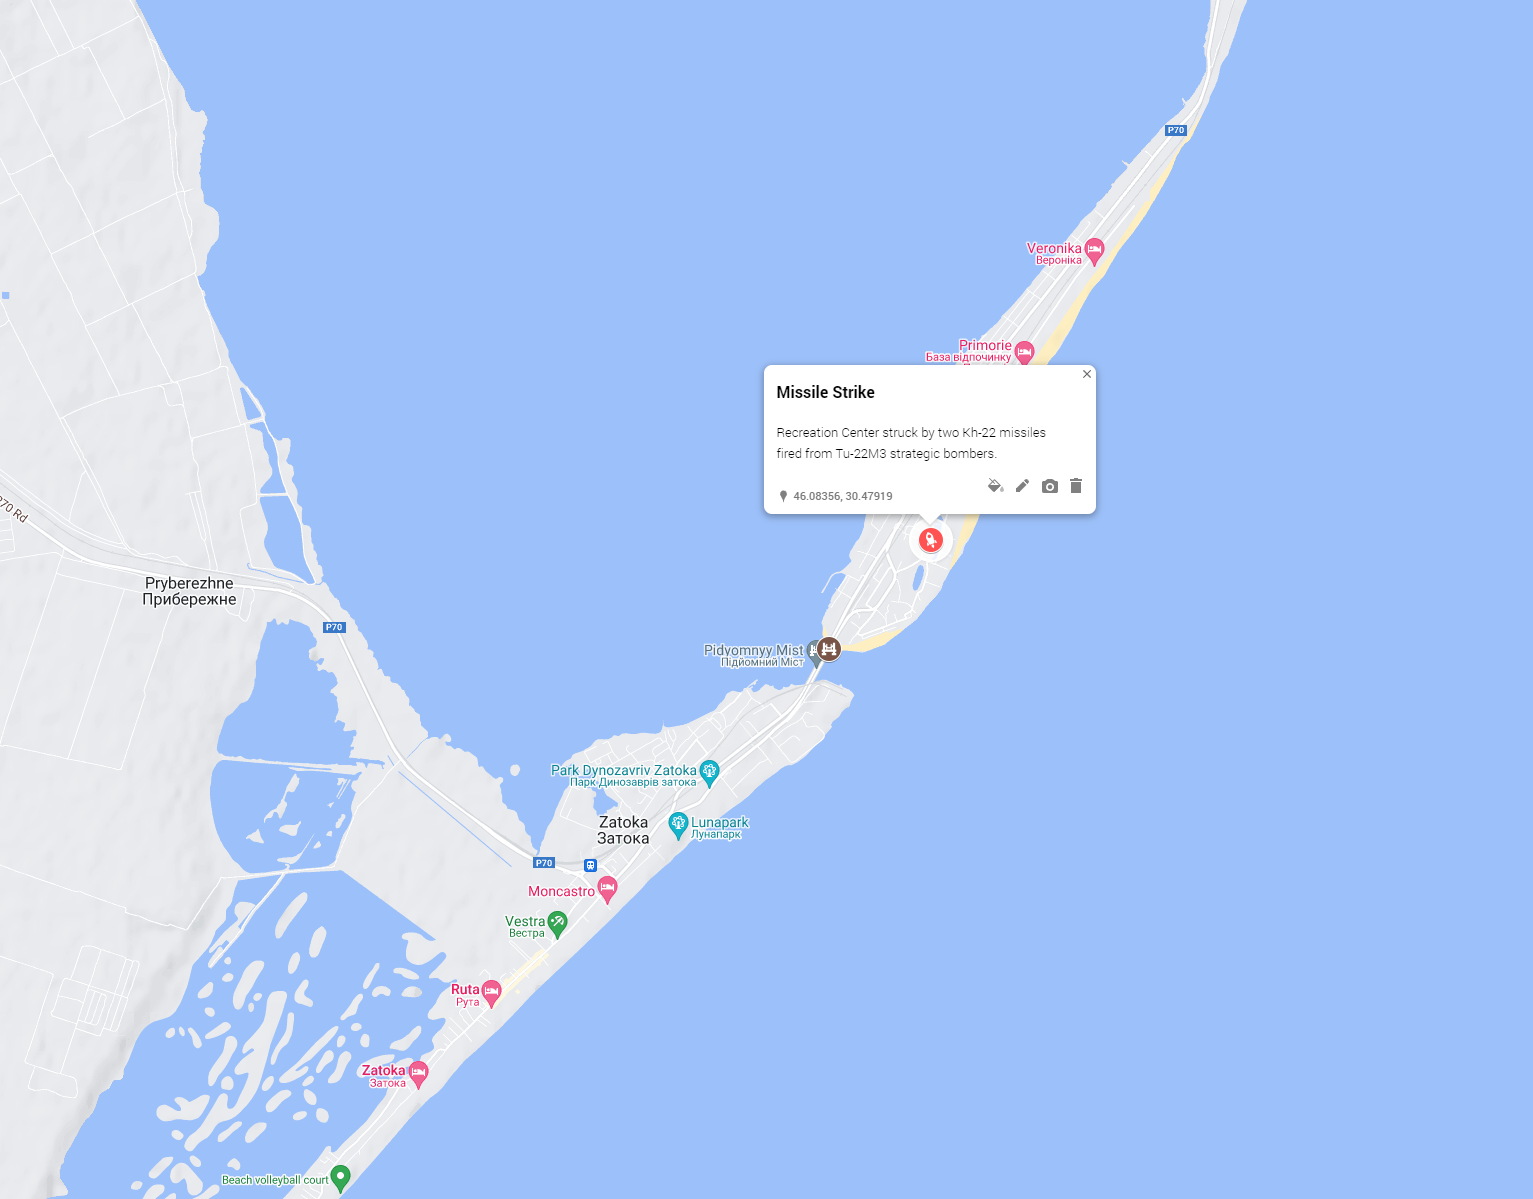 P70
Veronika
Вероніка
Primorie
База відпочинку
Missile Strike
Recreation Center struck by two Kh-22 missiles
fired from Tu-22M3 strategic bombers.
46.08356, 30.47919
P70 Rd
Pryberezhne
Прибережне
P70
Pidyomnyy Mist
Підйомний Міст
Park Dynozavriv Zatoka
Парк Динозаврів затока
Zatoka
Затока
Lunapark
Лунапарк
P70
Moncastro
Vestra
Вестра
Ruta
Рута
Zatoka
Затока
Beach volleyball court